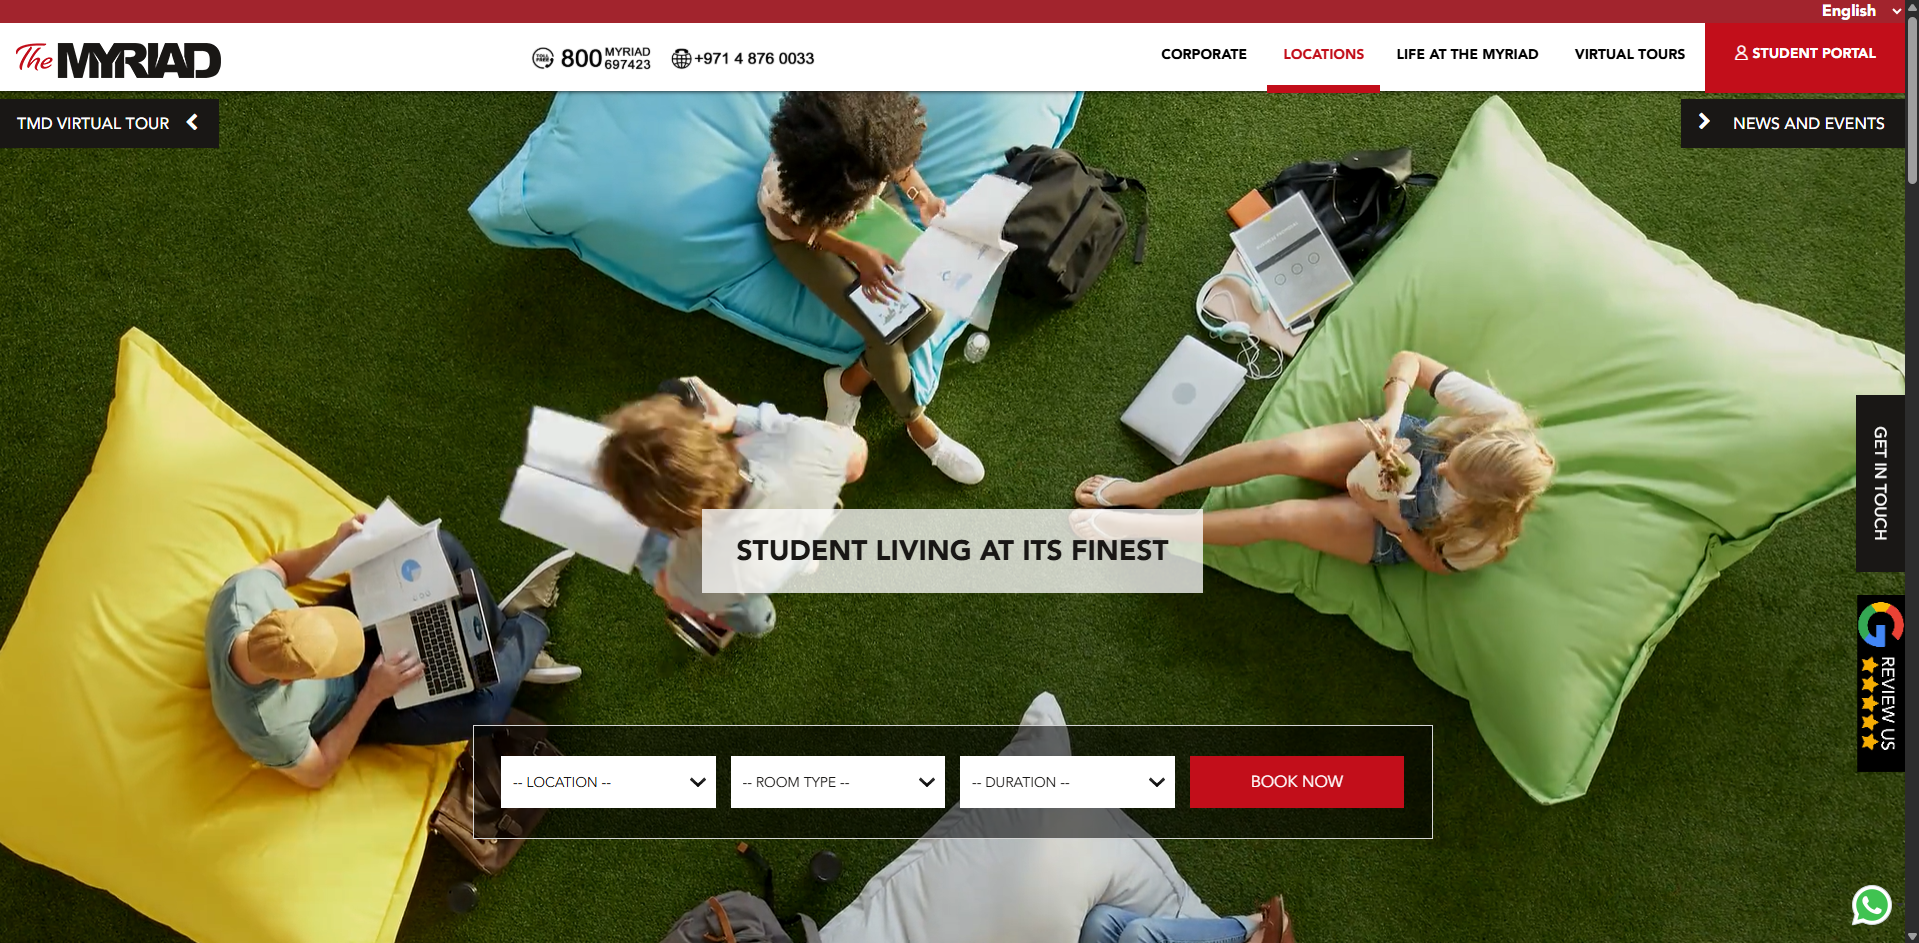 English
The MYRIAD
TOLL FREE
800 MYRIAD 697423
+971 4 876 0033
CORPORATE
LOCATIONS
LIFE AT THE MYRIAD
VIRTUAL TOURS
STUDENT PORTAL
TMD VIRTUAL TOUR
NEWS AND EVENTS
GET IN TOUCH
STUDENT LIVING AT ITS FINEST
G REVIEW US
-- LOCATION --
-- ROOM TYPE --
-- DURATION --
BOOK NOW